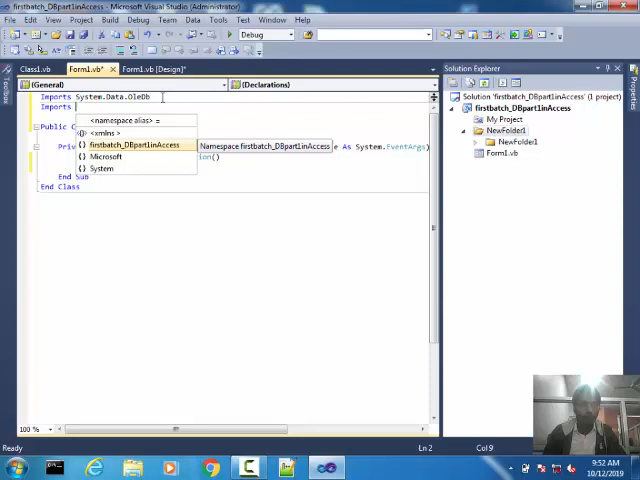 firstbatch_DBpart1inAccess - Microsoft Visual Studio
File Edit View Project Build Debug Team Data Tools Test Window Help
Debug
Class1.vb Form1.vb* Form1.vb [Design]*
Toolbox
(General) (Declarations)
Imports System.Data.OleDb
Imports
<namespace alias> =
Public C
<xmlns >
firstbatch_DBpart1inAccess Namespace firstbatch_DBpart1inAccess
Priv e As System.EventArgs)
Microsoft ion()
System
End Sub
End Class
Solution Explorer
Solution 'firstbatch_DBpart1inAccess' (1 proje
firstbatch_DBpart1inAccess
My Project
NewFolder1
NewFolder1
Form1.vb
100 %
Ready Ln 2 Col 9
9:52 AM
10/12/2019